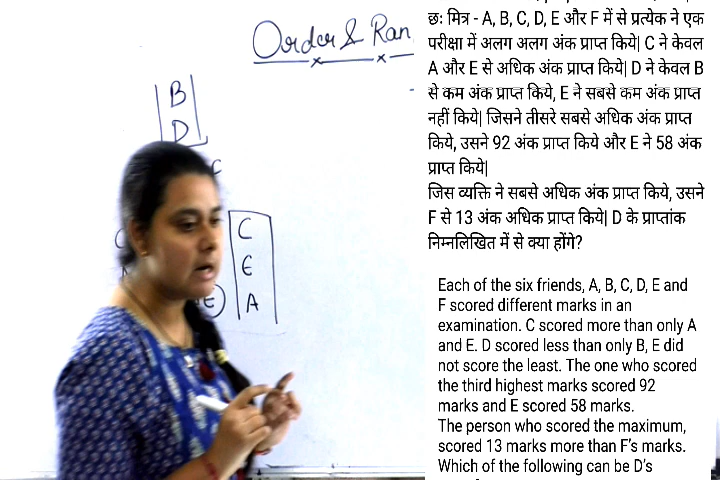 Order & Ran
B
D
C
C
E
E
A
छः मित्र - A, B, C, D, E और F में से प्रत्येक ने एक
परीक्षा में अलग अलग अंक प्राप्त किये| C ने केवल
A और E से अधिक अंक प्राप्त किये| D ने केवल B
से कम अंक प्राप्त किये, E ने सबसे कम अंक प्राप्त
नहीं किये| जिसने तीसरे सबसे अधिक अंक प्राप्त
किये, उसने 92 अंक प्राप्त किये और E ने 58 अंक
प्राप्त किये|
जिस व्यक्ति ने सबसे अधिक अंक प्राप्त किये, उसने
F से 13 अंक अधिक प्राप्त किये| D के प्राप्तांक
निम्नलिखित में से क्या होंगे?
Each of the six friends, A, B, C, D, E and
F scored different marks in an
examination. C scored more than only A
and E. D scored less than only B, E did
not score the least. The one who scored
the third highest marks scored 92
marks and E scored 58 marks.
The person who scored the maximum,
scored 13 marks more than F's marks.
Which of the following can be D's